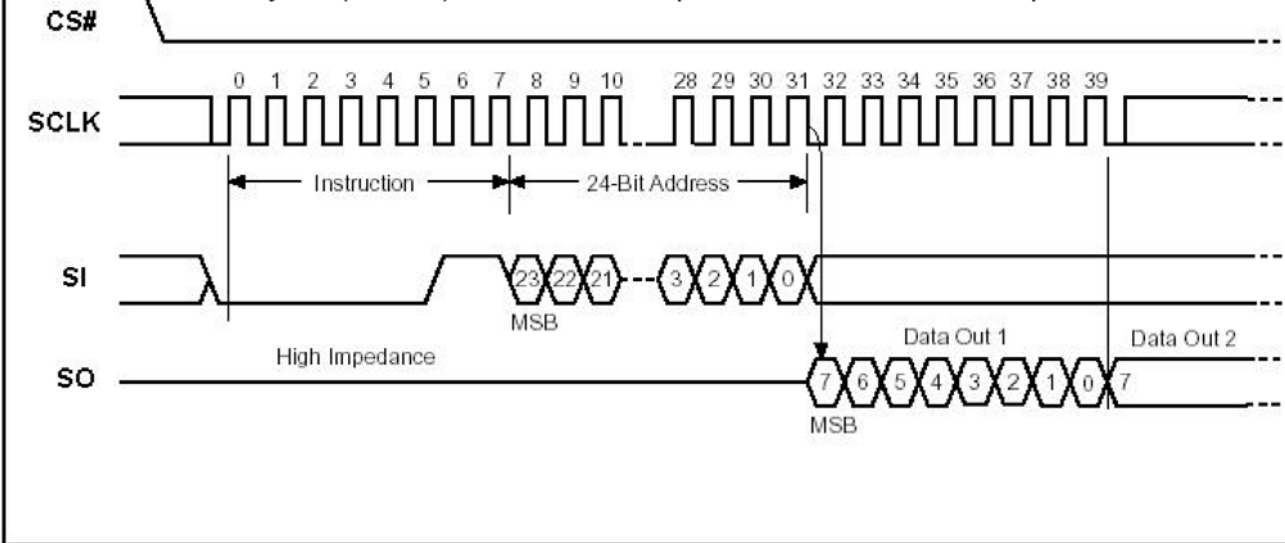 CS#
0 1 2 3 4 5 6 7 8 9 10 28 29 30 31 32 33 34 35 36 37 38 39
SCLK
Instruction 24-Bit Address
SI
23 22 21 3 2 1 0
MSB
Data Out 1 Data Out 2
High Impedance
SO
7 6 5 4 3 2 1 0 7
MSB